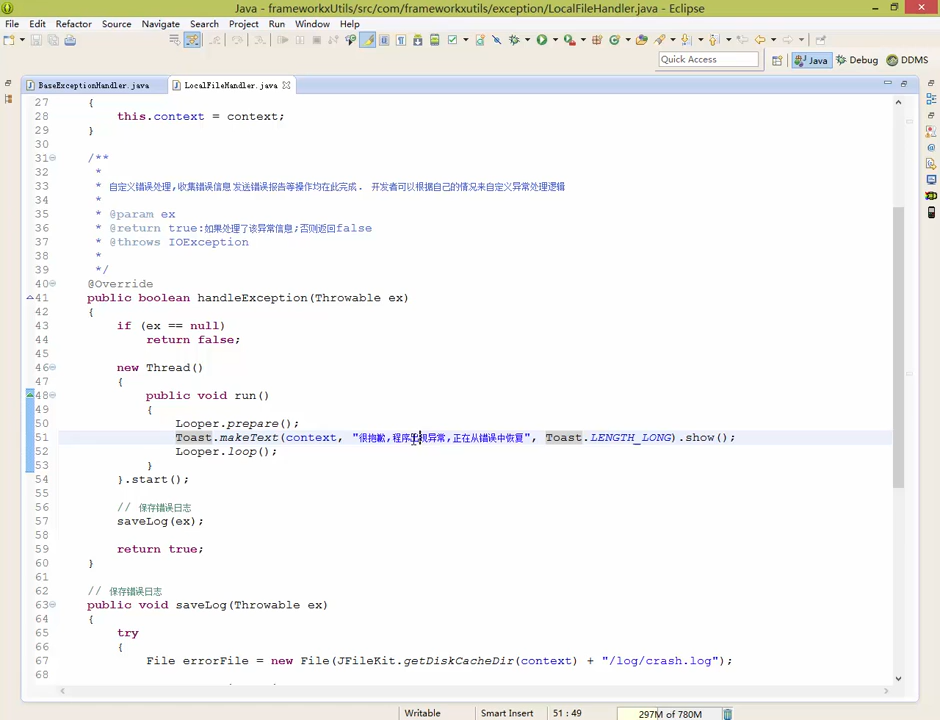 Java - frameworkxutils/src/com/frameworkxutils/exception/LocalFileHandler.java - Eclipse
File Edit Refactor Source Navigate Search Project Run Window Help
Quick Access Java Debug DDMS
BaseExceptionHandler.java LocalFileHandler.java
27 {
28 this.context = context;
29 }
30
31 /**
32 *
33 * 自定义错误处理,收集错误信息 发送错误报告等操作均在此完成. 开发者可以根据自己的情况来自定义异常处理逻辑
34 *
35 * @param ex
36 * @return true:如果处理了该异常信息;否则返回false
37 * @throws IOException
38 *
39 */
40 @Override
41 public boolean handleException(Throwable ex)
42 {
43 if (ex == null)
44 return false;
45
46 new Thread()
47 {
48 public void run()
49 {
50 Looper.prepare();
51 Toast.makeText(context, "很抱歉,程序出现异常,正在从错误中恢复", Toast.LENGTH_LONG).show();
52 Looper.loop();
53 }
54 }.start();
55
56 // 保存错误日志
57 saveLog(ex);
58
59 return true;
60 }
61
62 // 保存错误日志
63 public void saveLog(Throwable ex)
64 {
65 try
66 {
67 File errorFile = new File(JFileKit.getDiskCacheDir(context) + "/log/crash.log");
68
Writable Smart Insert 51 : 49 297M of 780M